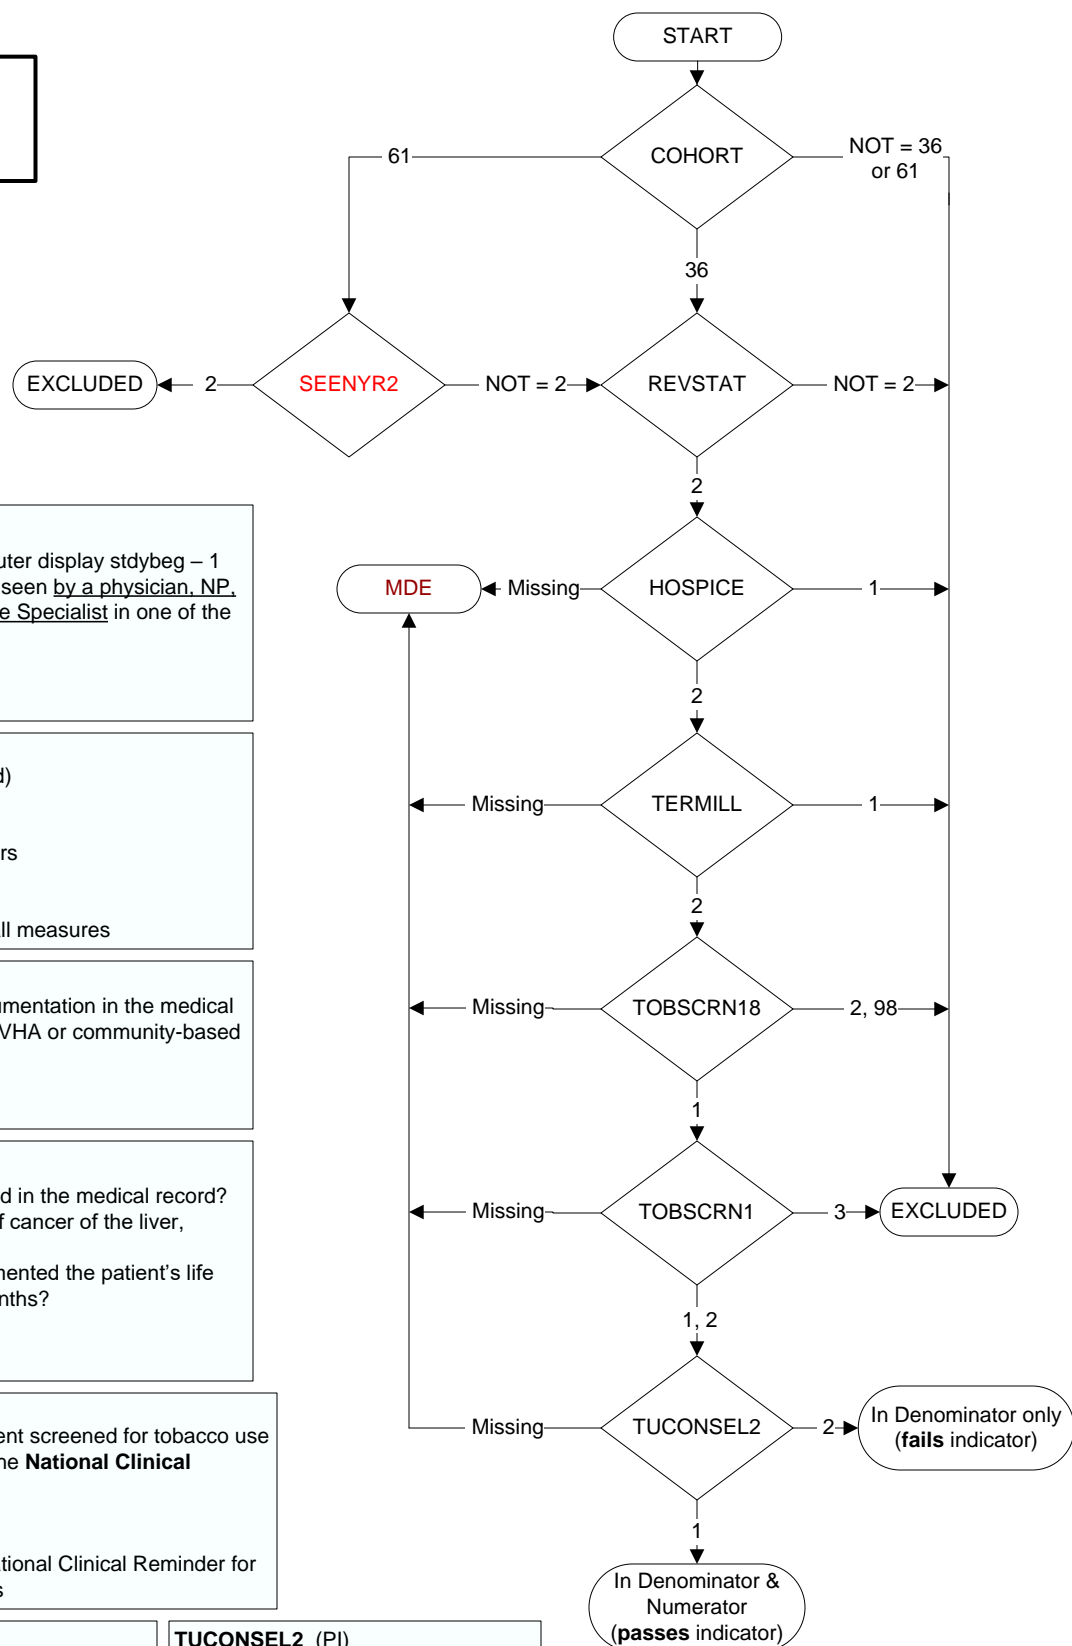 START
COHORT
61
NOT = 36
or 61
36
EXCLUDED
2
SEENYR2
NOT = 2
REVSTAT
NOT = 2
2
MDE
Missing
HOSPICE
1
2
Missing
TERMILL
1
2
Missing
TOBSCRN18
2, 98
1
Missing
TOBSCRN1
3
EXCLUDED
1, 2
Missing
TUCONSEL2
2
In Denominator only
(fails indicator)
1
In Denominator &
Numerator
(passes indicator)
uter display stdybeg – 1
seen by a physician, NP,
e Specialist in one of the
d)
rs
all measures
umentation in the medical
VHA or community-based
d in the medical record?
f cancer of the liver,
mented the patient's life
nths?
ent screened for tobacco use
he National Clinical
ational Clinical Reminder for
s
TUCONSEL2 (PI)